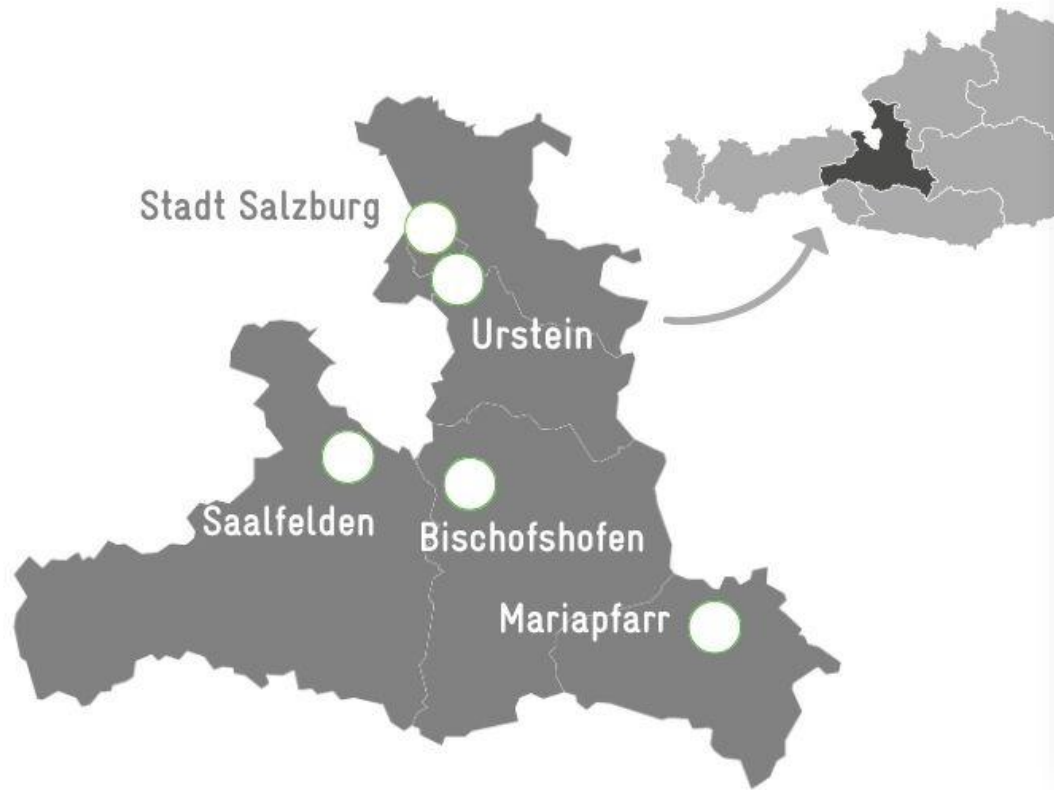 Stadt Salzburg
Urstein
Saalfelden
Bischofshofen
Mariapfarr